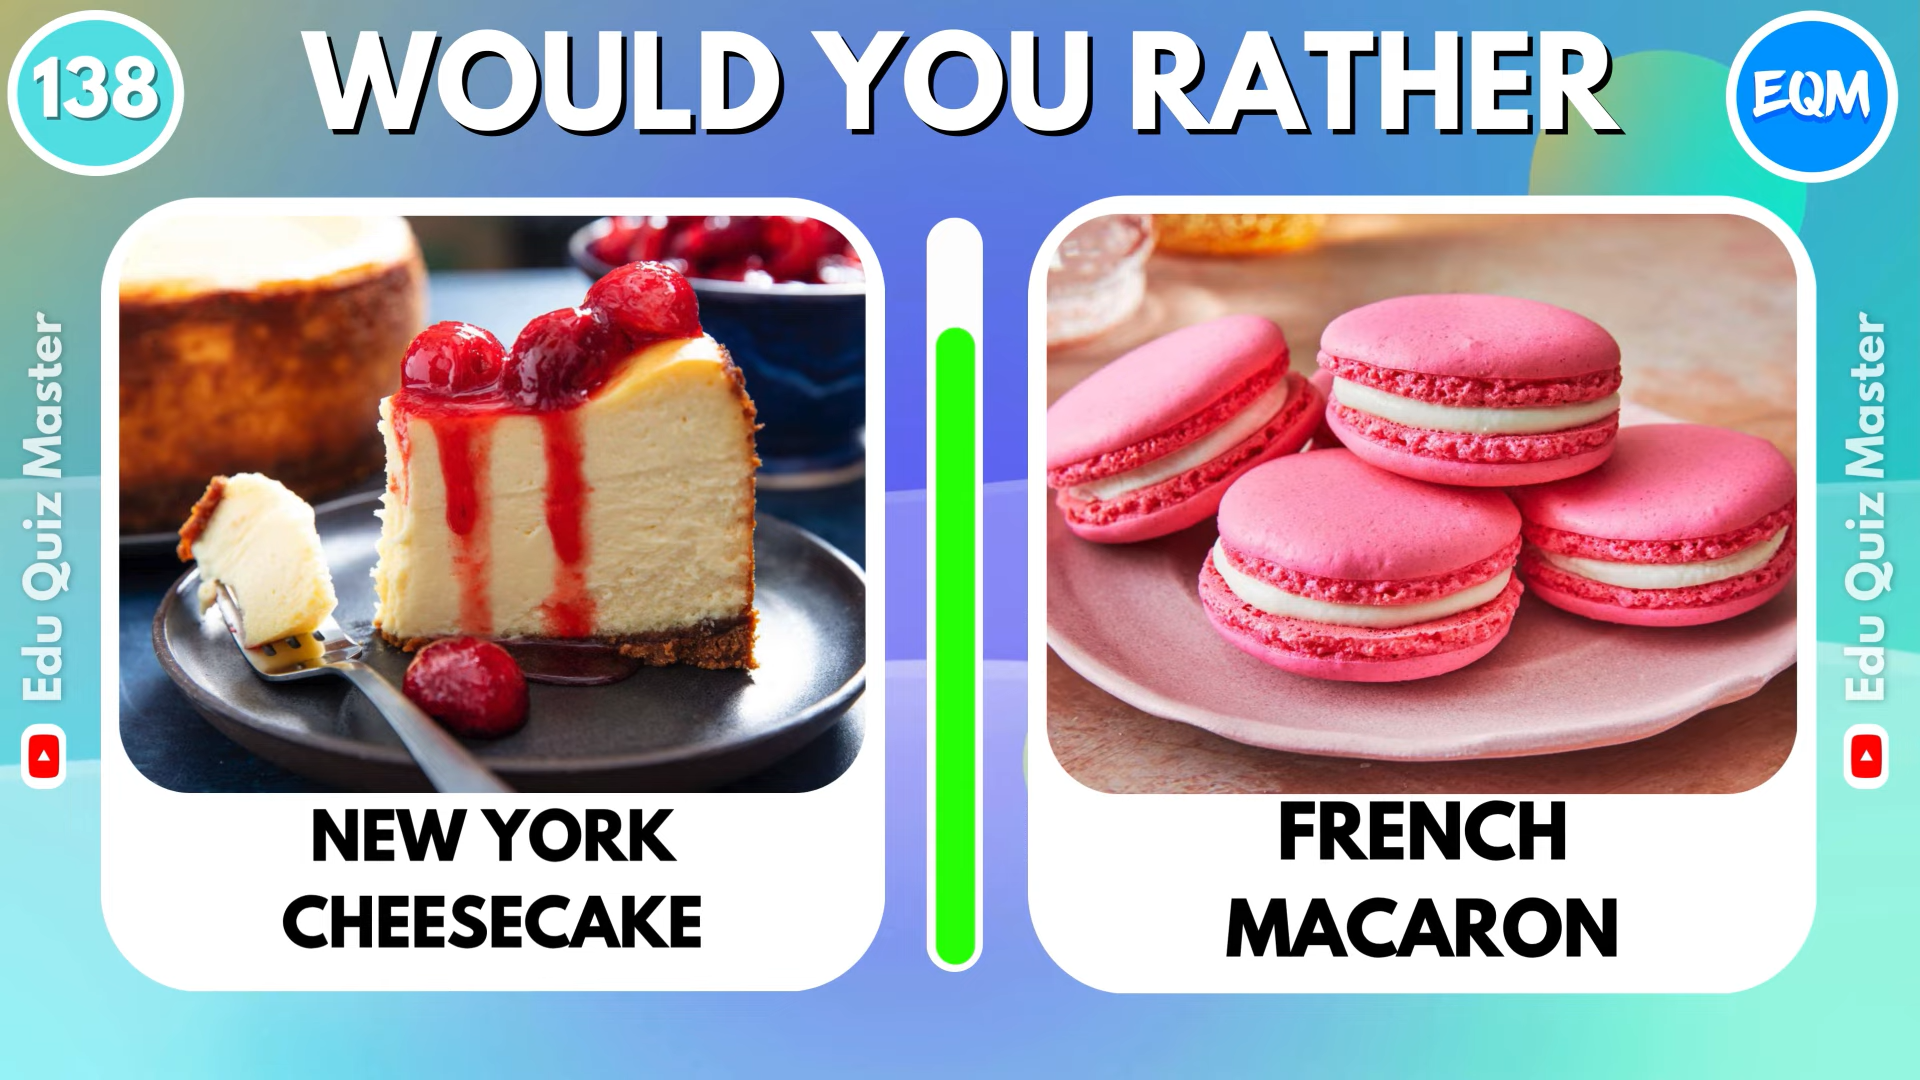 138
WOULD YOU RATHER
EQM
Edu Quiz Master
NEW YORK
CHEESECAKE
FRENCH
MACARON
Edu Quiz Master